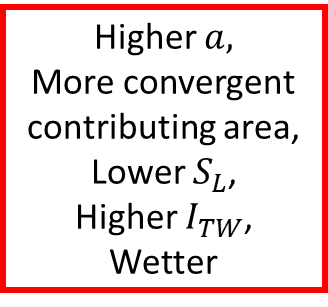 Higher a,
More convergent
contributing area,
Lower S_L,
Higher I_TW,
Wetter